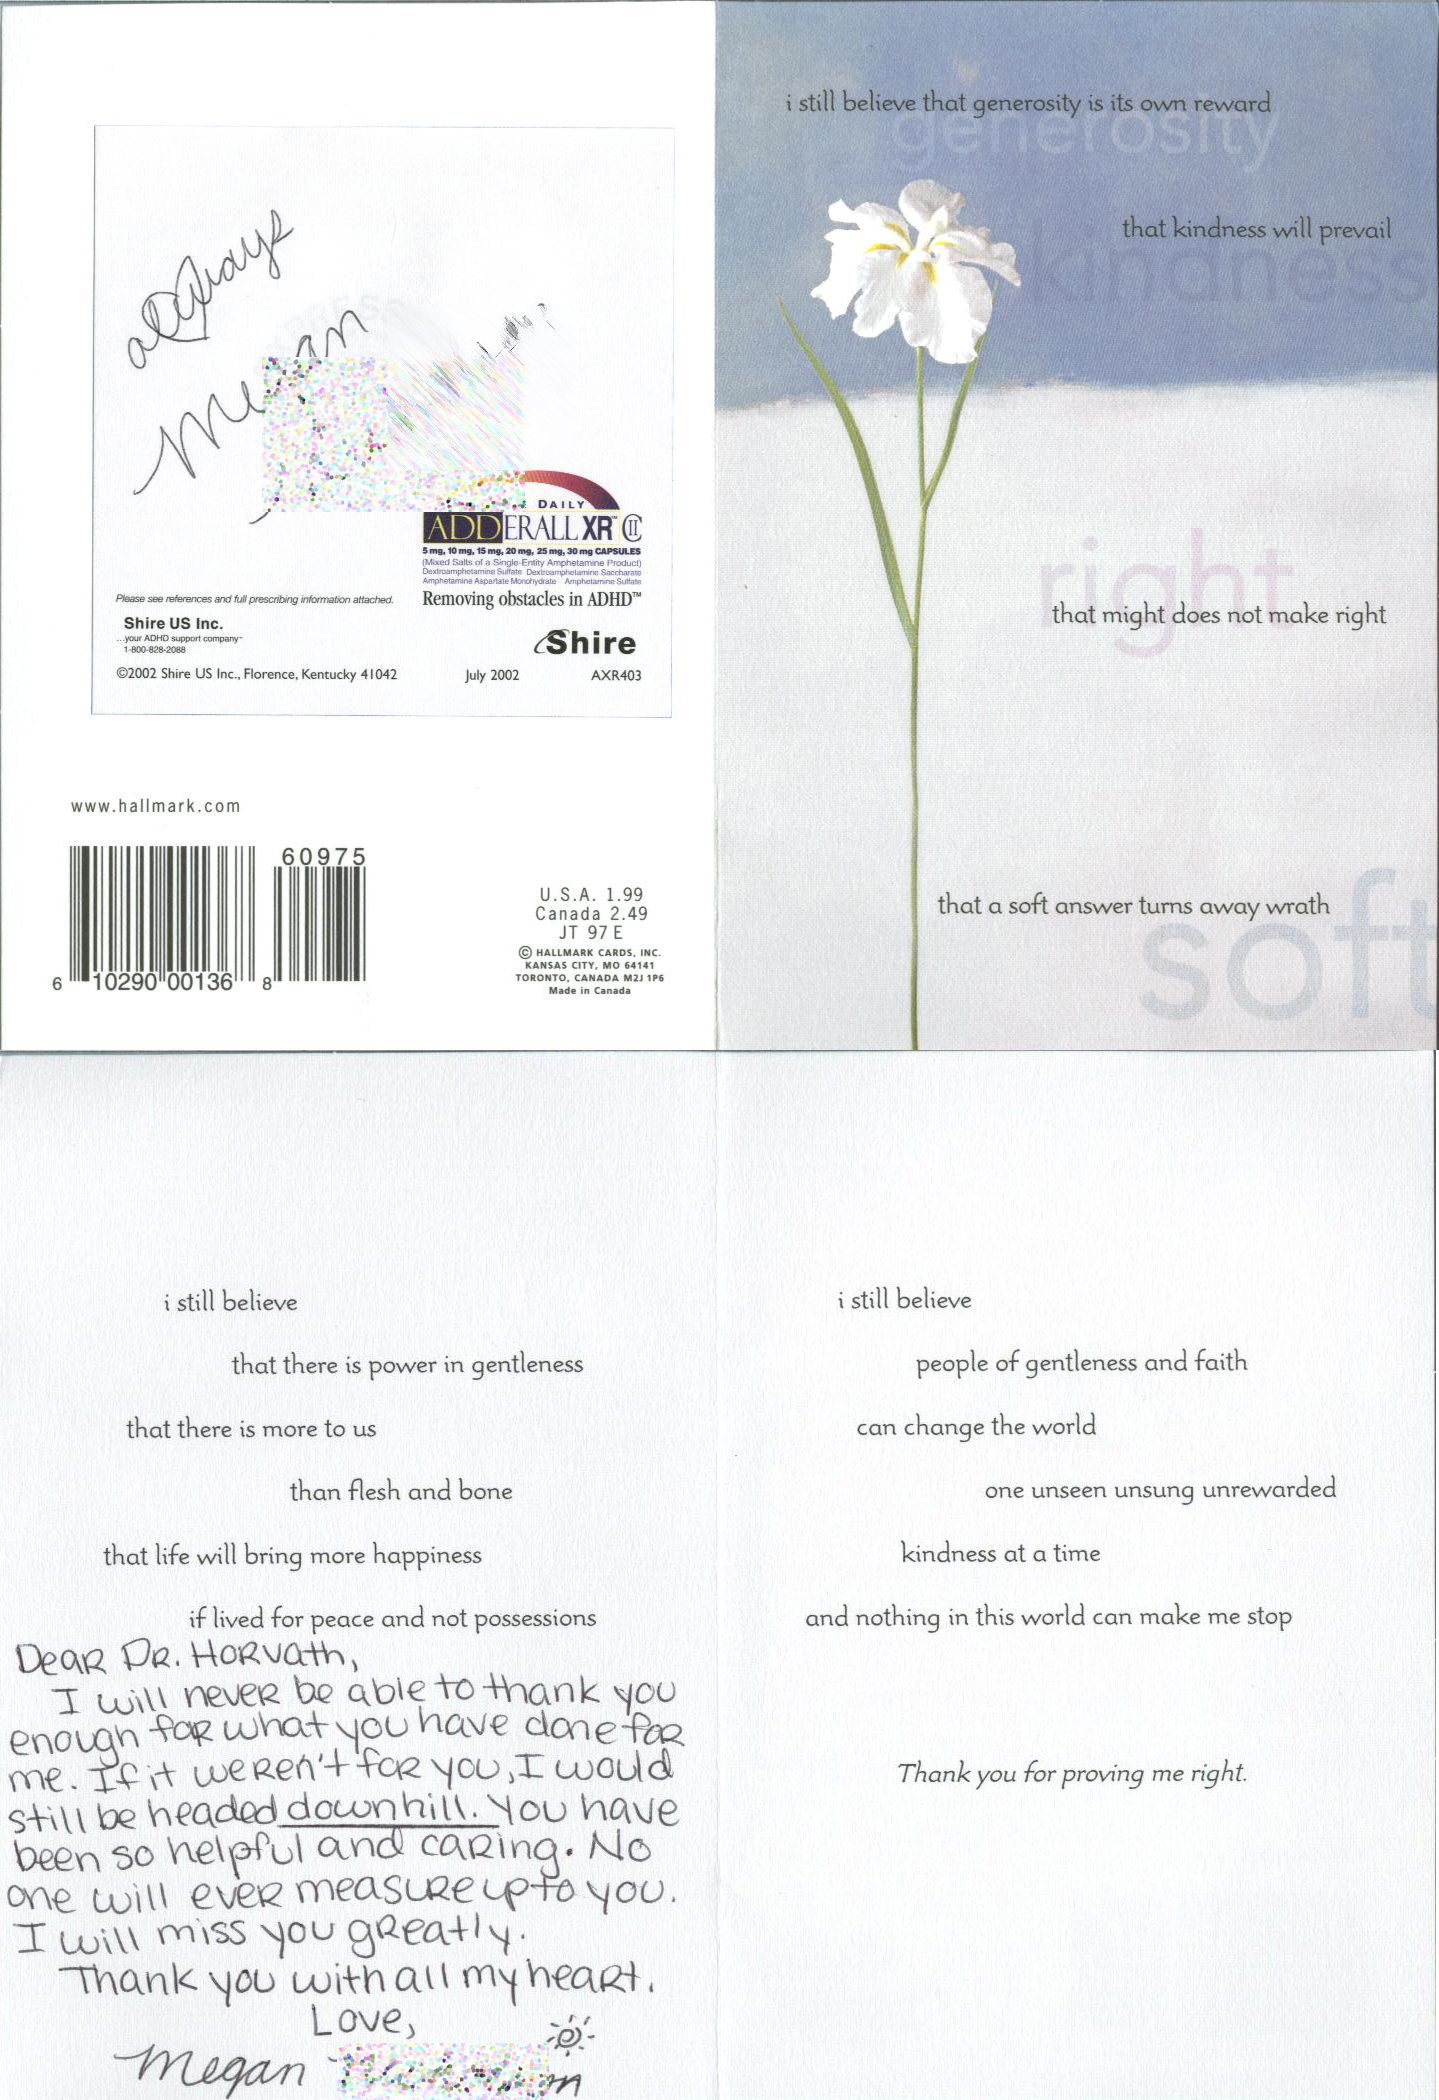 always
Megan
DAILY
ADDERALL XR™ CII
5 mg, 10 mg, 15 mg, 20 mg, 25 mg, 30 mg CAPSULES
(Mixed Salts of a Single-Entity Amphetamine Product)
Dextroamphetamine Sulfate Dextroamphetamine Saccharate
Amphetamine Aspartate Monohydrate Amphetamine Sulfate
Please see references and full prescribing information attached.
Removing obstacles in ADHD™
Shire US Inc.
...your ADHD support company™
1-800-828-2088
Shire
©2002 Shire US Inc., Florence, Kentucky 41042 July 2002 AXR403
www.hallmark.com
60975
6 10290 00136 8
U.S.A. 1.99
Canada 2.49
JT 97 E
© HALLMARK CARDS, INC.
KANSAS CITY, MO 64141
TORONTO, CANADA M2J 1P6
Made in Canada
i still believe that generosity is its own reward
generosity
that kindness will prevail
kindness
right
that might does not make right
that a soft answer turns away wrath
soft
i still believe
that there is power in gentleness
that there is more to us
than flesh and bone
that life will bring more happiness
if lived for peace and not possessions
Dear Dr. Horvath,
I will never be able to thank you
enough for what you have done for
me. If it weren't for you, I would
still be headed downhill. You have
been so helpful and caring. No
one will ever measure up to you.
I will miss you greatly.
Thank you with all my heart.
Love,
Megan
i still believe
people of gentleness and faith
can change the world
one unseen unsung unrewarded
kindness at a time
and nothing in this world can make me stop
Thank you for proving me right.